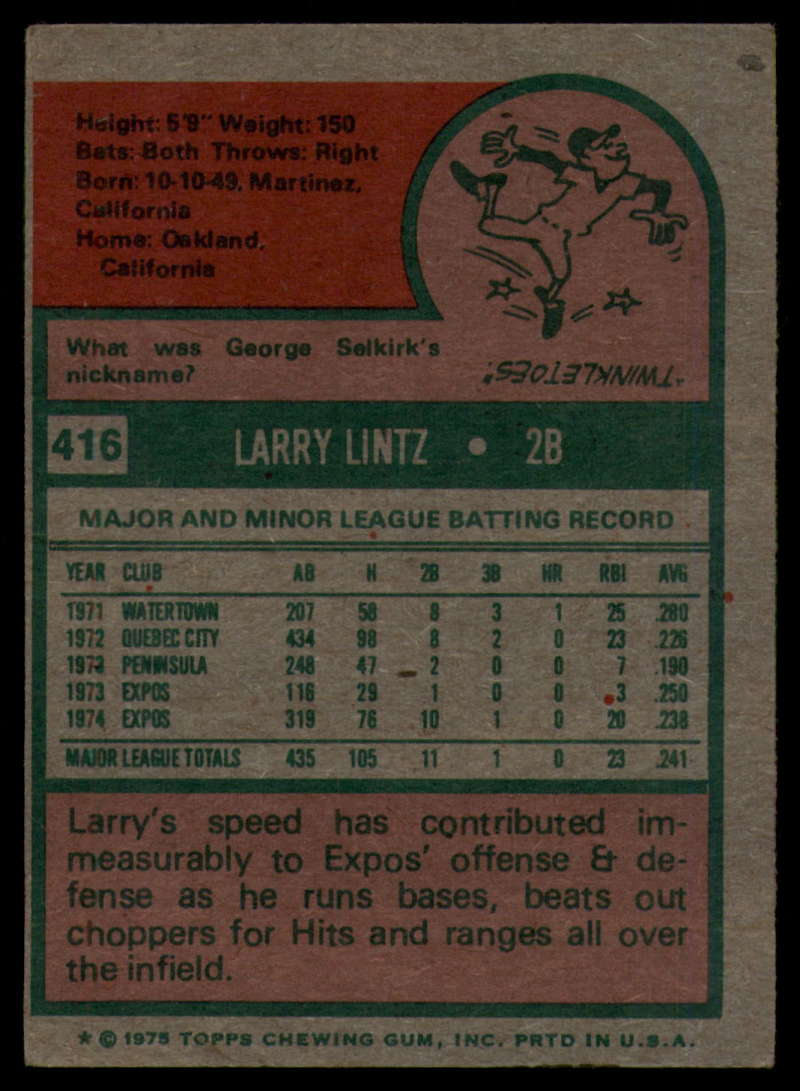 Height: 5'9" Weight: 150
Bats: Both Throws: Right
Born: 10-10-49, Martinez,
California
Home: Oakland,
California
What was George Selkirk's
nickname?
"TWINKLETOES".
416 LARRY LINTZ • 2B
MAJOR AND MINOR LEAGUE BATTING RECORD
YEAR CLUB AB H 2B 3B HR RBI AVG
1971 WATERTOWN 207 58 8 3 1 25 .280
1972 QUEBEC CITY 434 98 8 2 0 23 .226
1973 PENINSULA 248 47 2 0 0 7 .190
1973 EXPOS 116 29 1 0 0 3 .250
1974 EXPOS 319 76 10 1 0 20 .238
MAJOR LEAGUE TOTALS 435 105 11 1 0 23 .241
Larry's speed has contributed im-
measurably to Expos' offense & de-
fense as he runs bases, beats out
choppers for Hits and ranges all over
the infield.
* © 1975 TOPPS CHEWING GUM, INC. PRTD IN U.S.A.